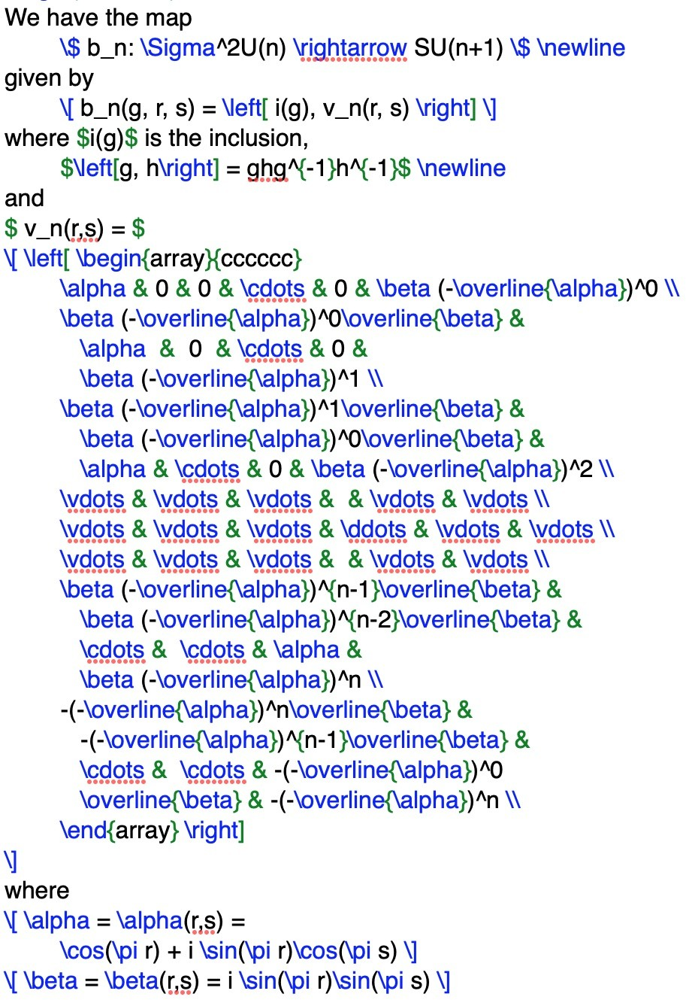 We have the map
\$ b_n: \Sigma^2U(n) \rightarrow SU(n+1) \$ \newline
given by
\[ b_n(g, r, s) = \left[ i(g), v_n(r, s) \right] \]
where $i(g)$ is the inclusion,
$\left[g, h\right] = ghg^{-1}h^{-1}$ \newline
and
$ v_n(r,s) = $
\[ \left[ \begin{array}{cccccc}
\alpha & 0 & 0 & \cdots & 0 & \beta (-\overline{\alpha})^0 \\
\beta (-\overline{\alpha})^0\overline{\beta} &
\alpha & 0 & \cdots & 0 &
\beta (-\overline{\alpha})^1 \\
\beta (-\overline{\alpha})^1\overline{\beta} &
\beta (-\overline{\alpha})^0\overline{\beta} &
\alpha & \cdots & 0 & \beta (-\overline{\alpha})^2 \\
\vdots & \vdots & \vdots & & \vdots & \vdots \\
\vdots & \vdots & \vdots & \ddots & \vdots & \vdots \\
\vdots & \vdots & \vdots & & \vdots & \vdots \\
\beta (-\overline{\alpha})^{n-1}\overline{\beta} &
\beta (-\overline{\alpha})^{n-2}\overline{\beta} &
\cdots & \cdots & \alpha &
\beta (-\overline{\alpha})^n \\
-(-\overline{\alpha})^n\overline{\beta} &
-(-\overline{\alpha})^{n-1}\overline{\beta} &
\cdots & \cdots & -(-\overline{\alpha})^0
\overline{\beta} & -(-\overline{\alpha})^n \\
\end{array} \right]
\]
where
\[ \alpha = \alpha(r,s) =
\cos(\pi r) + i \sin(\pi r)\cos(\pi s) \]
\[ \beta = \beta(r,s) = i \sin(\pi r)\sin(\pi s) \]